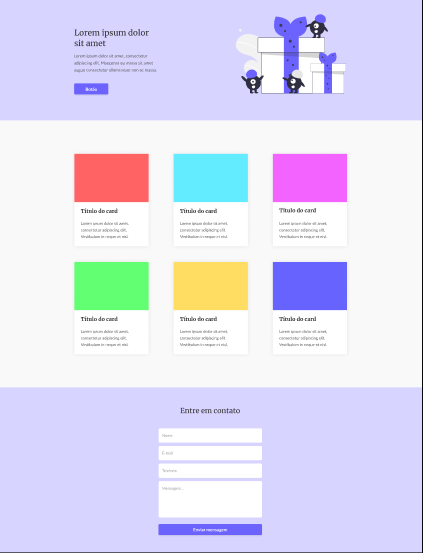 Lorem ipsum dolor
sit amet
Lorem ipsum dolor sit amet, consectetur
adipiscing elit. Maecenas eu massa sit amet
augue consectetur ullamcorper non ac magna.
Botão
Título do card
Lorem ipsum dolor sit amet,
consectetur adipiscing elit.
Vestibulum in neque et nisl.
Título do card
Lorem ipsum dolor sit amet,
consectetur adipiscing elit.
Vestibulum in neque et nisl.
Título do card
Lorem ipsum dolor sit amet,
consectetur adipiscing elit.
Vestibulum in neque et nisl.
Título do card
Lorem ipsum dolor sit amet,
consectetur adipiscing elit.
Vestibulum in neque et nisl.
Título do card
Lorem ipsum dolor sit amet,
consectetur adipiscing elit.
Vestibulum in neque et nisl.
Título do card
Lorem ipsum dolor sit amet,
consectetur adipiscing elit.
Vestibulum in neque et nisl.
Entre em contato
Nome
E-mail
Telefone
Mensagem...
Enviar mensagem